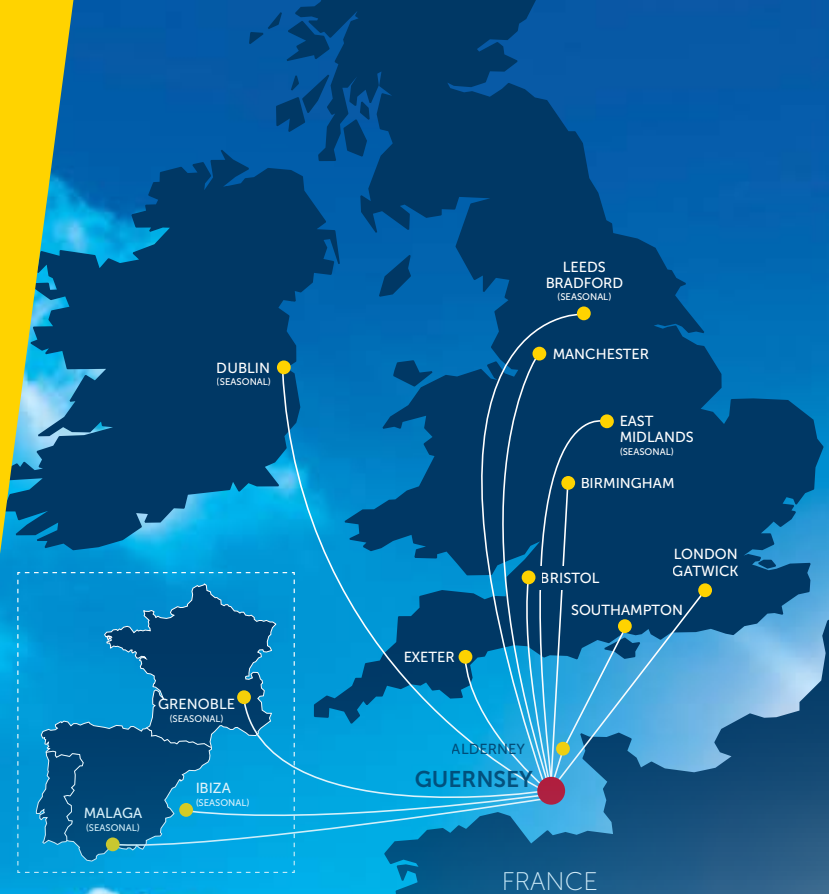 LEEDS
BRADFORD
(SEASONAL)
MANCHESTER
DUBLIN
(SEASONAL)
EAST
MIDLANDS
(SEASONAL)
BIRMINGHAM
LONDON
GATWICK
BRISTOL
SOUTHAMPTON
EXETER
GRENOBLE
(SEASONAL)
ALDERNEY
GUERNSEY
IBIZA
(SEASONAL)
MALAGA
(SEASONAL)
FRANCE